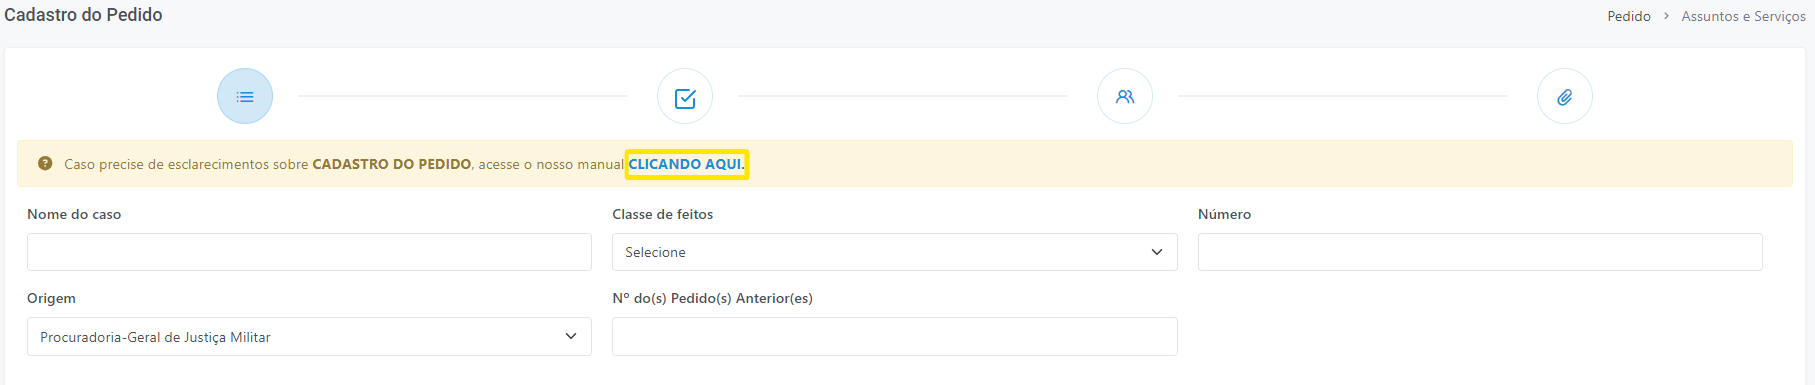 Cadastro do Pedido
Pedido > Assuntos e Serviços
Caso precise de esclarecimentos sobre CADASTRO DO PEDIDO, acesse o nosso manual CLICANDO AQUI.
Nome do caso
Classe de feitos
Número
Selecione
Origem
Nº do(s) Pedido(s) Anterior(es)
Procuradoria-Geral de Justiça Militar